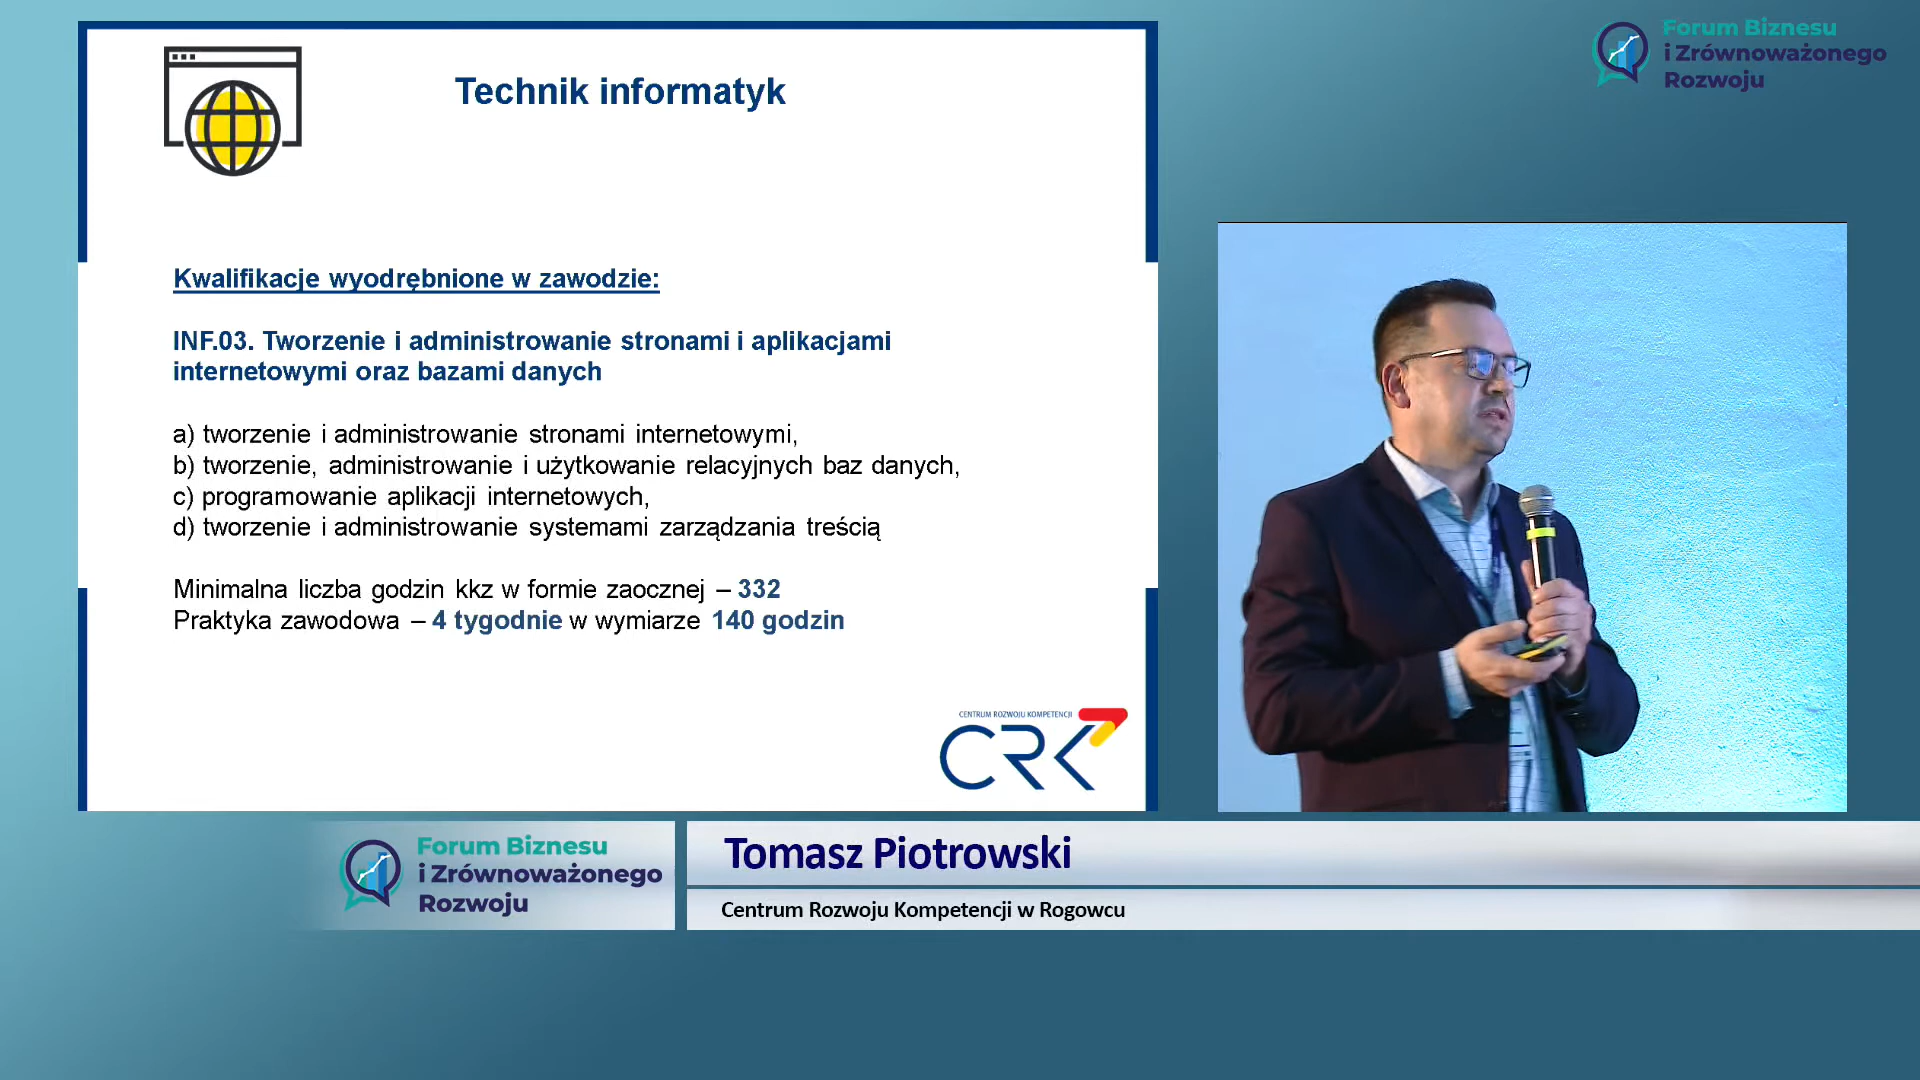 Forum Biznesu
i Zrównoważonego
Rozwoju
Technik informatyk
Kwalifikacje wyodrębnione w zawodzie:
INF.03. Tworzenie i administrowanie stronami i aplikacjami
internetowymi oraz bazami danych
a) tworzenie i administrowanie stronami internetowymi,
b) tworzenie, administrowanie i użytkowanie relacyjnych baz danych,
c) programowanie aplikacji internetowych,
d) tworzenie i administrowanie systemami zarządzania treścią
Minimalna liczba godzin kkz w formie zaocznej – 332
Praktyka zawodowa – 4 tygodnie w wymiarze 140 godzin
CENTRUM ROZWOJU KOMPETENCJI
CRK
Forum Biznesu
i Zrównoważonego
Rozwoju
Tomasz Piotrowski
Centrum Rozwoju Kompetencji w Rogowcu